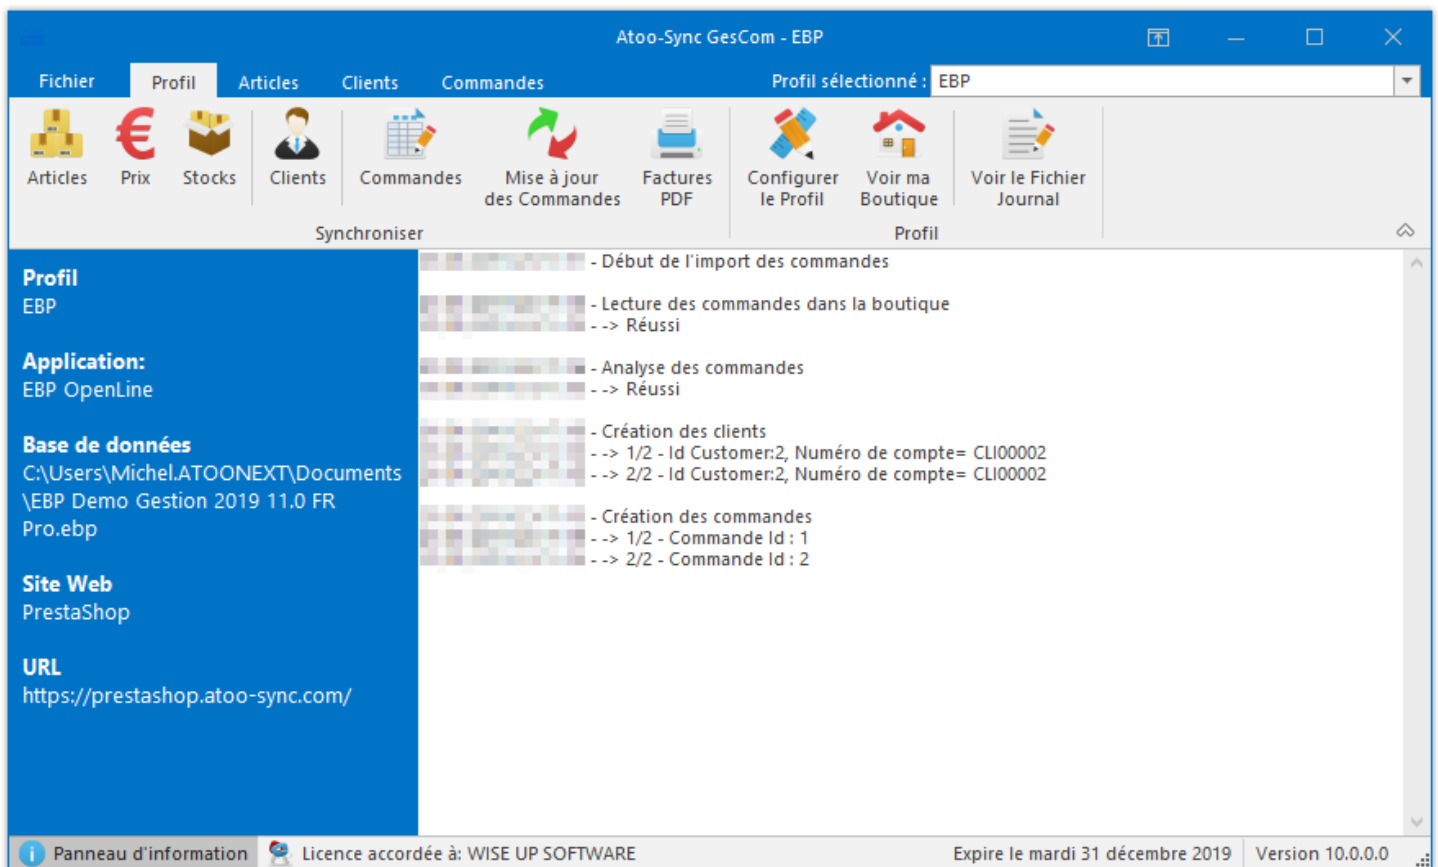 Atoo-Sync GesCom - EBP
Fichier Profil Articles Clients Commandes Profil sélectionné : EBP
Articles Prix Stocks Clients Commandes Mise à jour des Commandes Factures PDF Configurer le Profil Voir ma Boutique Voir le Fichier Journal
Synchroniser Profil
Profil
EBP
Application:
EBP OpenLine
Base de données
C:\Users\Michel.ATOONEXT\Documents
\EBP Demo Gestion 2019 11.0 FR
Pro.ebp
Site Web
PrestaShop
URL
https://prestashop.atoo-sync.com/
- Début de l'import des commandes
- Lecture des commandes dans la boutique
- --> Réussi
- Analyse des commandes
- --> Réussi
- Création des clients
- --> 1/2 - Id Customer:2, Numéro de compte= CLI00002
- --> 2/2 - Id Customer:2, Numéro de compte= CLI00002
- Création des commandes
- --> 1/2 - Commande Id : 1
- --> 2/2 - Commande Id : 2
Panneau d'information Licence accordée à: WISE UP SOFTWARE Expire le mardi 31 décembre 2019 Version 10.0.0.0